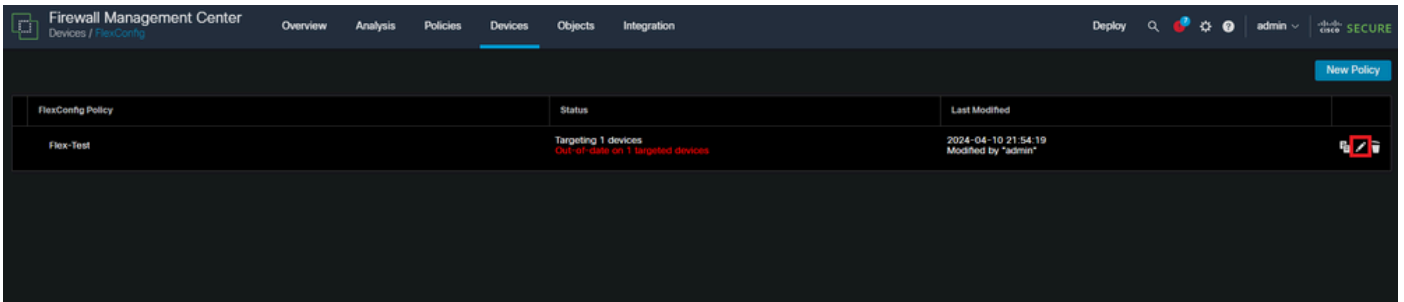 Firewall Management Center
Devices / FlexConfig
Overview Analysis Policies Devices Objects Integration Deploy admin cisco SECURE
New Policy
FlexConfig Policy Status Last Modified
Flex-Test
Targeting 1 devices
Out-of-date on 1 targeted devices
2024-04-10 21:54:19
Modified by "admin"